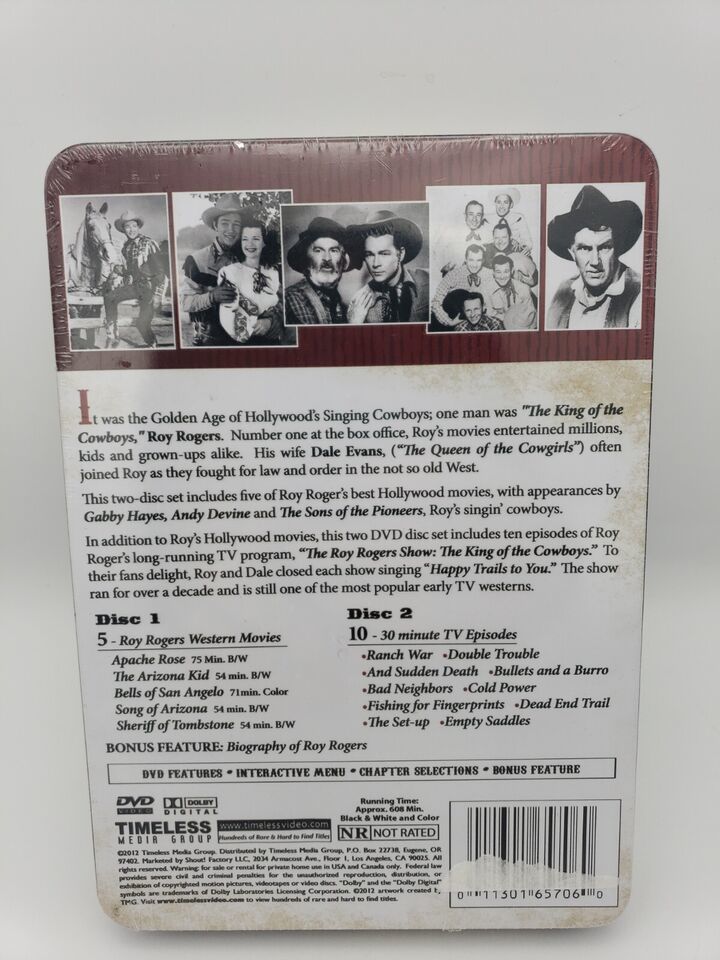 It was the Golden Age of Hollywood's Singing Cowboys; one man was "The King of the
Cowboys," Roy Rogers. Number one at the box office, Roy's movies entertained millions,
kids and grown-ups alike. His wife Dale Evans, ("The Queen of the Cowgirls") often
joined Roy as they fought for law and order in the not so old West.
This two-disc set includes five of Roy Roger's best Hollywood movies, with appearances by
Gabby Hayes, Andy Devine and The Sons of the Pioneers, Roy's singin' cowboys.
In addition to Roy's Hollywood movies, this two DVD disc set includes ten episodes of Roy
Roger's long-running TV program, "The Roy Rogers Show: The King of the Cowboys." To
their fans delight, Roy and Dale closed each show singing "Happy Trails to You." The show
ran for over a decade and is still one of the most popular early TV westerns.
Disc 1
5 - Roy Rogers Western Movies
Apache Rose 75 Min. B/W
The Arizona Kid 54 min. B/W
Bells of San Angelo 71min. Color
Song of Arizona 54 min. B/W
Sheriff of Tombstone 54 min. B/W
Disc 2
10 - 30 minute TV Episodes
•Ranch War •Double Trouble
•And Sudden Death •Bullets and a Burro
•Bad Neighbors •Cold Power
•Fishing for Fingerprints •Dead End Trail
•The Set-up •Empty Saddles
BONUS FEATURE: Biography of Roy Rogers
DVD FEATURES • INTERACTIVE MENU • CHAPTER SELECTIONS • BONUS FEATURE
DVD VIDEO
DOLBY DIGITAL
TIMELESS
MEDIA GROUP
www.timelessvideo.com
Hundreds of Rare & Hard to Find Titles
Running Time:
Approx. 608 Min.
Black & White and Color
NR NOT RATED
©2012 Timeless Media Group. Distributed by Timeless Media Group, P.O. Box 22738, Eugene, OR
97402. Marketed by Shout! Factory LLC, 2034 Armacost Ave., Floor 1, Los Angeles, CA 90025. All
rights reserved. Warning: for sale or rental for private home use in USA and Canada only. Federal law
provides severe civil and criminal penalties for the unauthorized reproduction, distribution, or
exhibition of copyrighted motion pictures, videotapes or video discs. "Dolby" and the "Dolby Digital"
symbols are trademarks of Dolby Laboratories Licensing Corporation. ©2012 artwork created by
TMG. Visit www.timelessvideo.com to view hundreds of rare and hard to find titles.
0 11301 65706 0